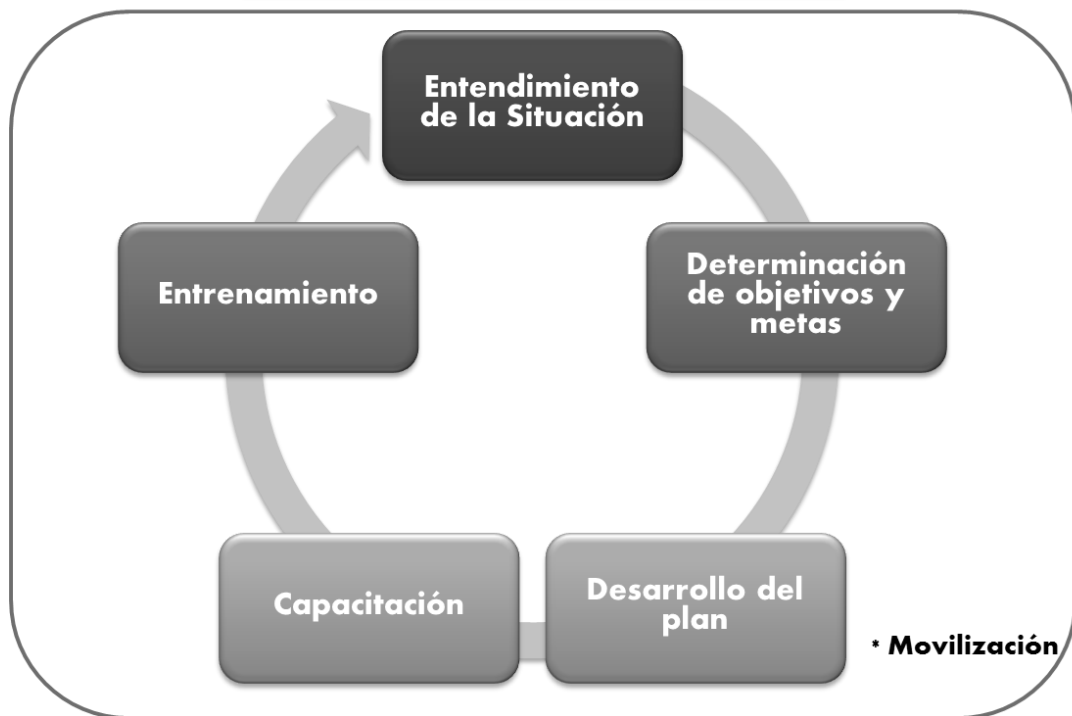 Entendimiento
de la Situación
Determinación
de objetivos y
metas
Desarrollo del
plan
Capacitación
Entrenamiento
* Movilización